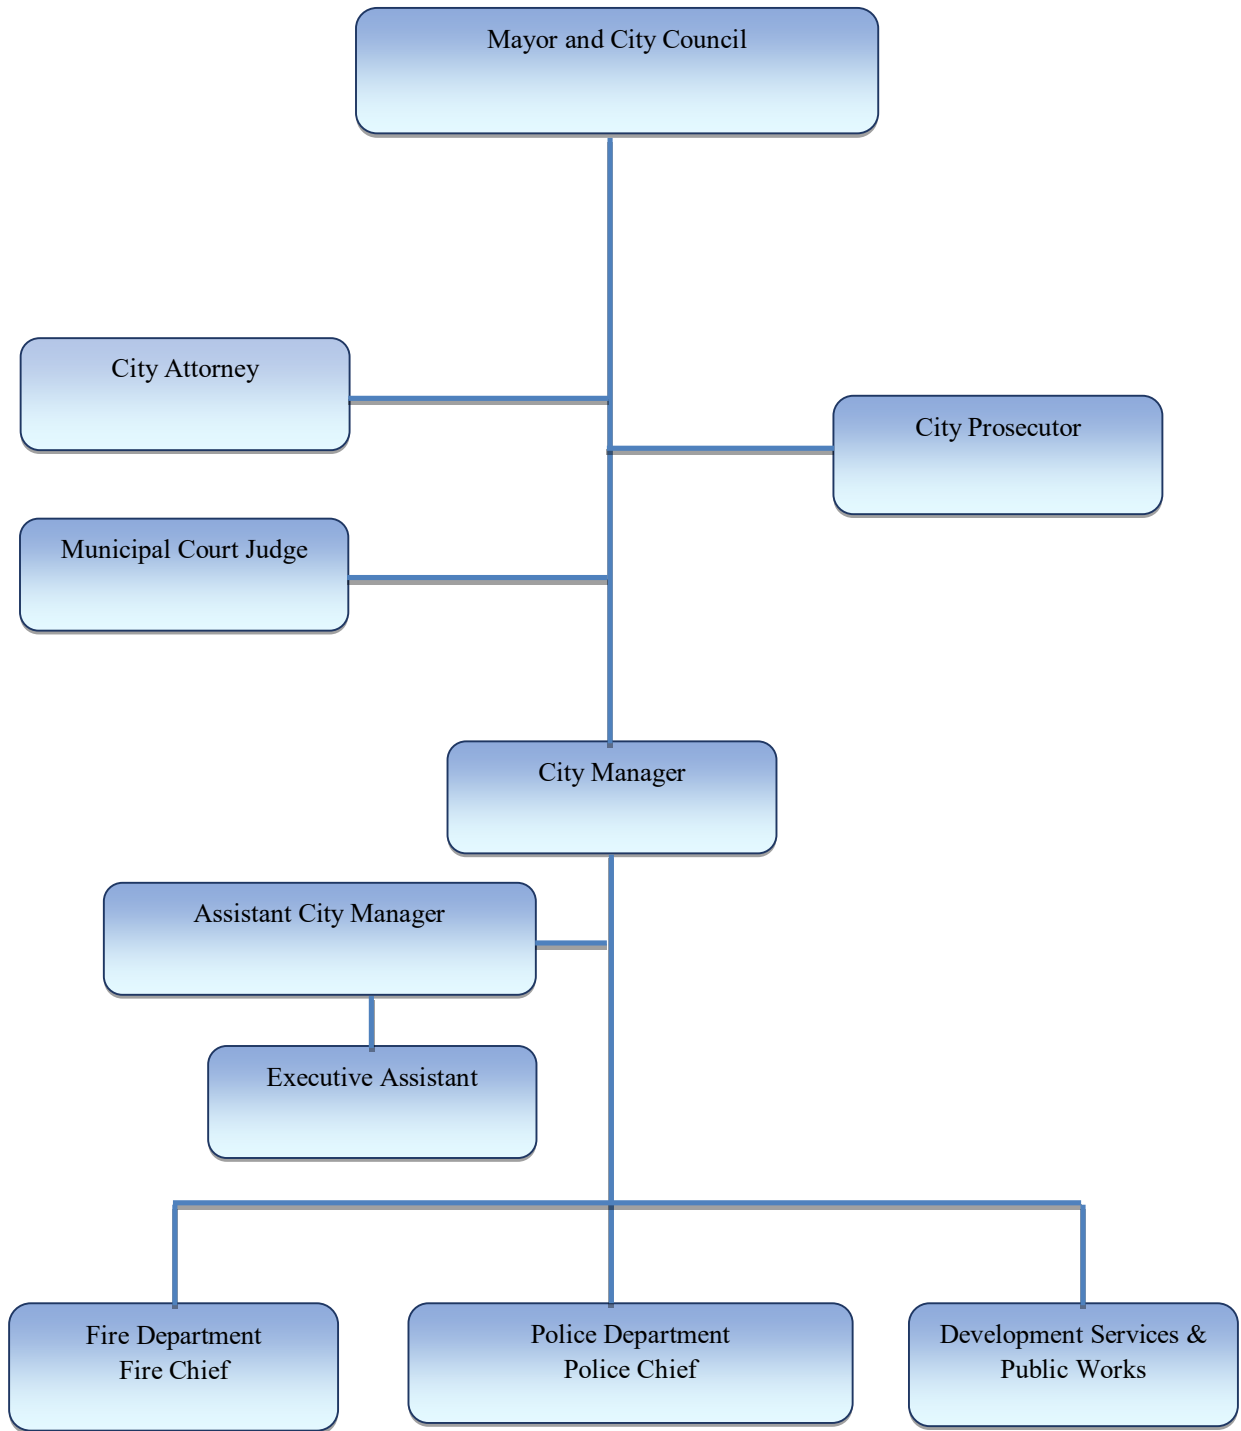 Mayor and City Council
City Attorney
City Prosecutor
Municipal Court Judge
City Manager
Assistant City Manager
Executive Assistant
Fire Department
Fire Chief
Police Department
Police Chief
Development Services &
Public Works